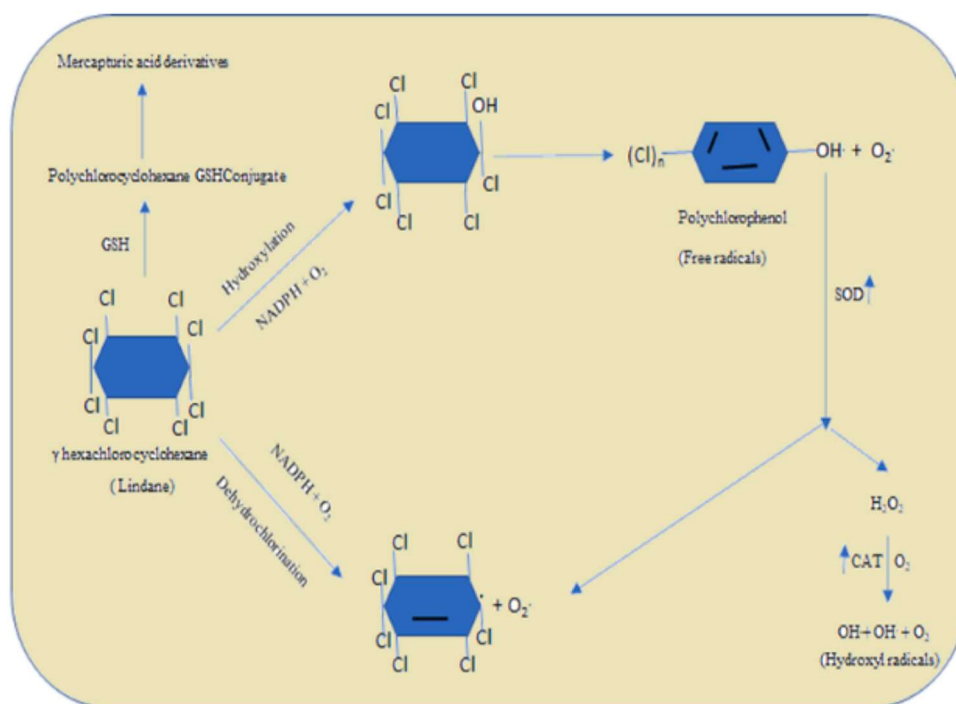 Mercapturic acid derivatives
Polychlorocyclohexane GSHConjugate
GSH
Cl Cl
Cl Cl
Cl Cl
Cl Cl
γ hexachlorocyclohexane
(Lindane)
Hydroxylation
NADPH + O₂
Cl Cl
OH
Cl
Cl Cl
Cl Cl
(Cl)ₙ
OH· + O₂·
Polychlorophenol
(Free radicals)
SOD
NADPH + O₂
Dehydrochlorination
Cl Cl
Cl
· + O₂·
Cl Cl
Cl Cl
H₂O₂
CAT O₂
OH+OH·+ O₂
(Hydroxyl radicals)